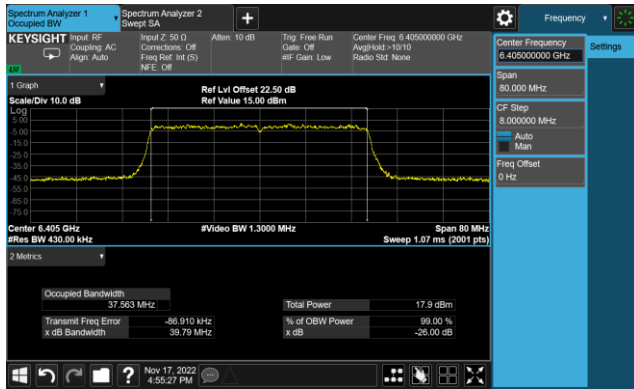 Spectrum Analyzer 1
Occupied BW
Spectrum Analyzer 2
Swept SA
Frequency
KEYSIGHT
Input: RF
Coupling: AC
Align: Auto
Input Z: 50 Ω
Corrections: Off
Freq Ref: Int (S)
NFE: Off
Atten: 10 dB
Trig: Free Run
Gate: Off
#IF Gain: Low
Center Freq: 6.405000000 GHz
Avg|Hold:>10/10
Radio Std: None
Center Frequency
6.405000000 GHz
Settings
Span
80.000 MHz
CF Step
8.000000 MHz
Auto
Man
Freq Offset
0 Hz
1 Graph
Scale/Div 10.0 dB
Ref Lvl Offset 22.50 dB
Ref Value 15.00 dBm
Log
5.00
-5.00
-15.0
-25.0
-35.0
-45.0
-55.0
-65.0
-75.0
Center 6.405 GHz
#Res BW 430.00 kHz
#Video BW 1.3000 MHz
Span 80 MHz
Sweep 1.07 ms (2001 pts)
2 Metrics
Occupied Bandwidth
37.563 MHz
Total Power
17.9 dBm
Transmit Freq Error
-86.910 kHz
% of OBW Power
99.00 %
x dB Bandwidth
39.79 MHz
x dB
-26.00 dB
?
Nov 17, 2022
4:55:27 PM